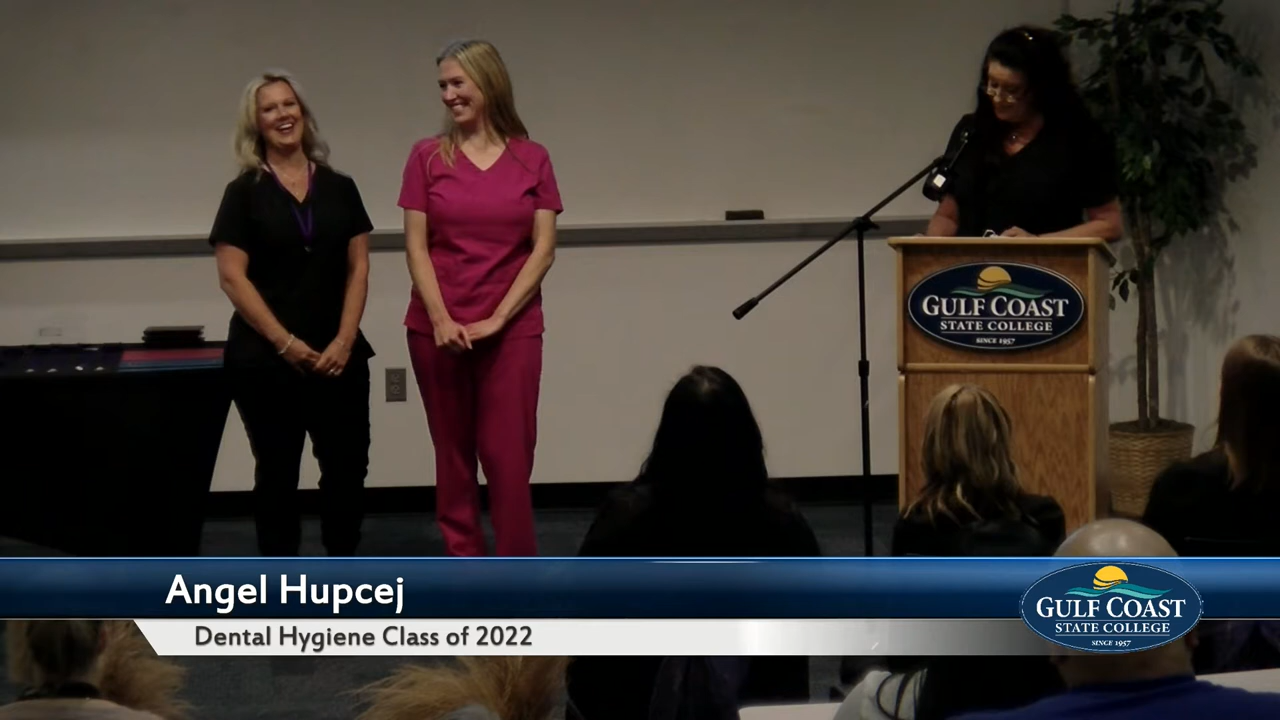 GULF COAST
STATE COLLEGE
SINCE 1957
Angel Hupcej
Dental Hygiene Class of 2022
GULF COAST
STATE COLLEGE
SINCE 1957